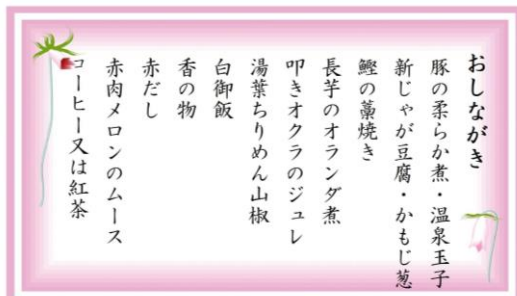 おしながき
豚の柔らか煮・温泉玉子
新じゃが豆腐・かもじ葱
鰹の藁焼き
長芋のオランダ煮
叩きオクラのジュレ
湯葉ちりめん山椒
白御飯
香の物
赤だし
赤肉メロンのムース
コーヒー又は紅茶